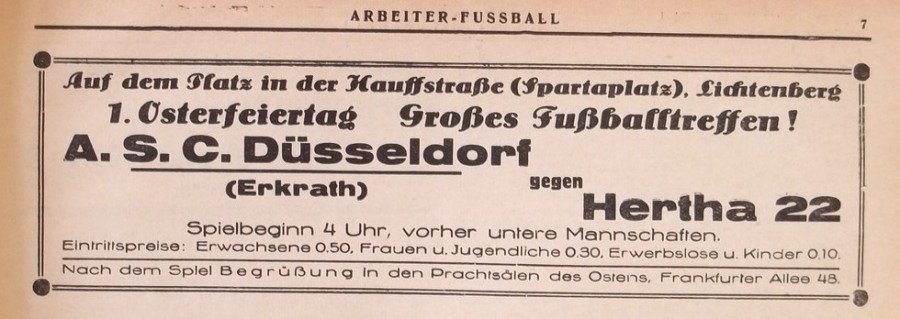 ARBEITER-FUSSBALL
7
Auf dem Platz in der Hauffstraße (Spartaplatz), Lichtenberg
1. Osterfeiertag Großes Fußballtreffen!
A. S. C. Düsseldorf
(Erkrath)
gegen
Hertha 22
Spielbeginn 4 Uhr, vorher untere Mannschaften.
Eintrittspreise: Erwachsene 0.50, Frauen u. Jugendliche 0.30, Erwerbslose u. Kinder 0.10.
Nach dem Spiel Begrüßung in den Prachtsälen des Ostens, Frankfurter Allee 48.